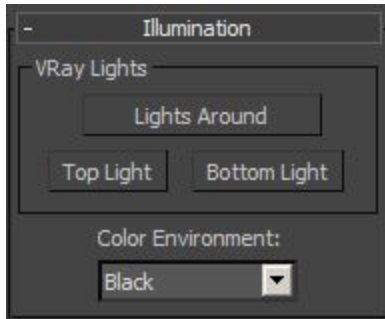 - Illumination
VRay Lights
Lights Around
Top Light Bottom Light
Color Environment:
Black